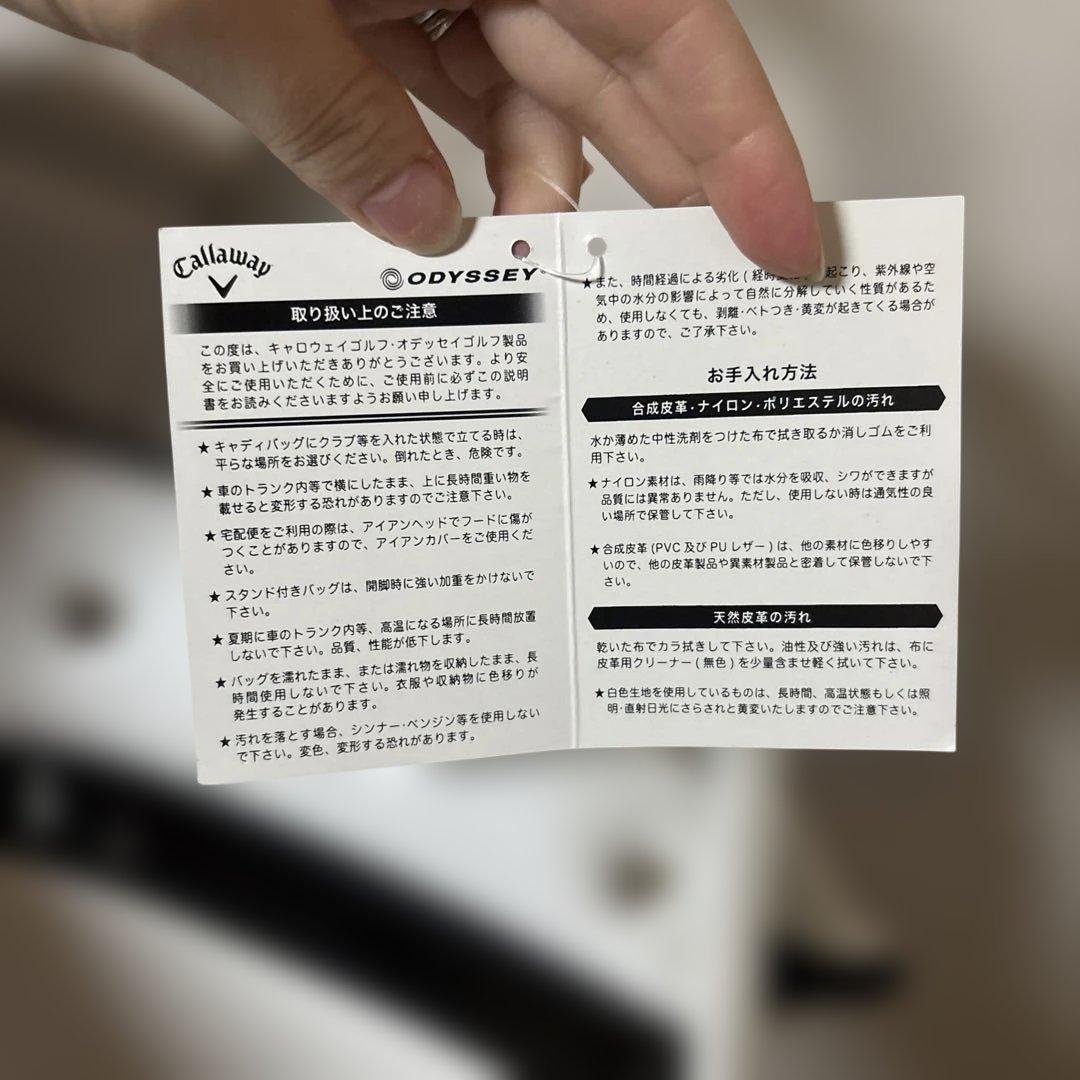 Callaway
ODYSSEY
取り扱い上のご注意
この度は、キャロウェイゴルフ・オデッセイゴルフ製品
をお買い上げいただきありがとうございます。より安
全にご使用いただくために、ご使用前に必ずこの説明
書をお読みくださいますようお願い申し上げます。
★キャディバッグにクラブ等を入れた状態で立てる時は、
平らな場所をお選びください。倒れたとき、危険です。
★車のトランク内等で横にしたまま、上に長時間重い物を
載せると変形する恐れがありますのでご注意下さい。
★宅配便をご利用の際は、アイアンヘッドでフードに傷が
つくことがありますので、アイアンカバーをご使用くだ
さい。
★スタンド付きバッグは、開脚時に強い加重をかけないで
下さい。
★夏期に車のトランク内等、高温になる場所に長時間放置
しないで下さい。品質、性能が低下します。
★バッグを濡れたまま、または濡れ物を収納したまま、長
時間使用しないで下さい。衣服や収納物に色移りが
発生することがあります。
★汚れを落とす場合、シンナー・ベンジン等を使用しない
で下さい。変色、変形する恐れがあります。
★また、時間経過による劣化(経時 起こり、紫外線や空
気中の水分の影響によって自然に分解していく性質があるた
め、使用しなくても、剥離・ベトつき・黄変が起きてくる場合が
ありますので、ご了承下さい。
お手入れ方法
合成皮革・ナイロン・ポリエステルの汚れ
水か薄めた中性洗剤をつけた布で拭き取るか消しゴムをご利
用下さい。
★ナイロン素材は、雨降り等では水分を吸収、シワができますが
品質には異常ありません。ただし、使用しない時は通気性の良
い場所で保管して下さい。
★合成皮革(PVC及びPUレザー)は、他の素材に色移りしやす
いので、他の皮革製品や異素材製品と密着して保管しないで下
さい。
天然皮革の汚れ
乾いた布でカラ拭きして下さい。油性及び強い汚れは、布に
皮革用クリーナー(無色)を少量含ませ軽く拭いて下さい。
★白色生地を使用しているものは、長時間、高温状態もしくは照
明・直射日光にさらされと黄変いたしますのでご注意下さい。